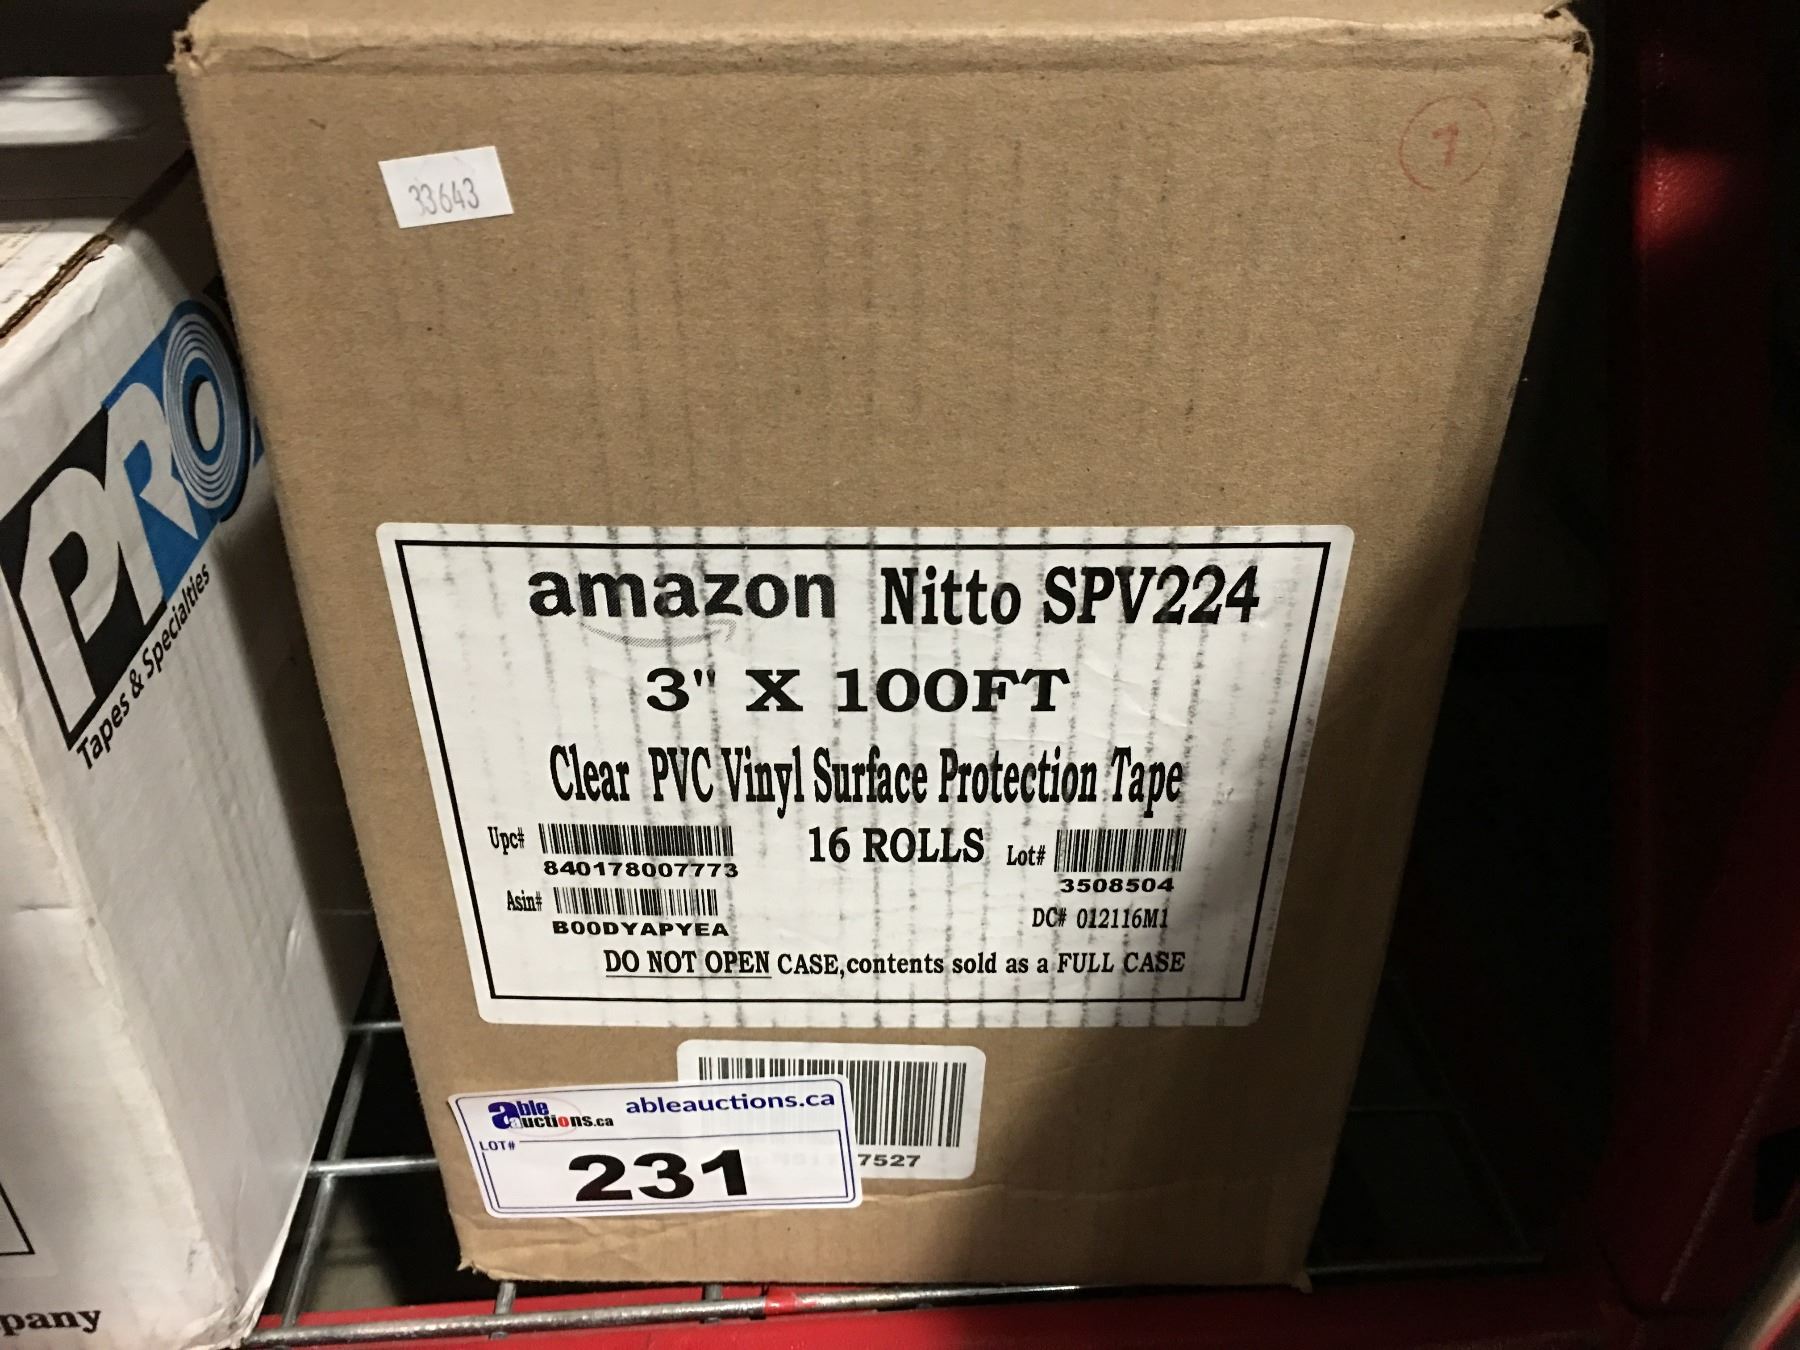 33643
7
PRO
Tapes & Specialties
pany
amazon Nitto SPV224
3" X 100FT
Clear PVC Vinyl Surface Protection Tape
Upc# 840178007773
16 ROLLS
Lot# 3508504
Asin# B00DYAPYEA
DC# 012116M1
DO NOT OPEN CASE, contents sold as a FULL CASE
7527
able auctions.ca
ableauctions.ca
LOT#
231